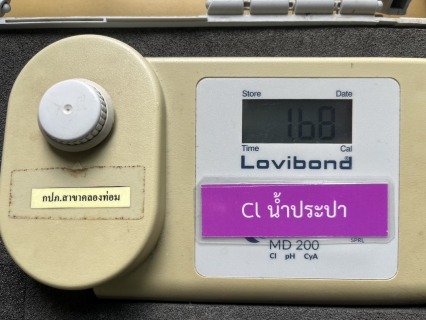 Store Date
1.68
Time Cal
Lovibond®
กปภ.สาขาคลองท่อม
Cl น้ำประปา
MD 200
SPRL
Cl pH CyA